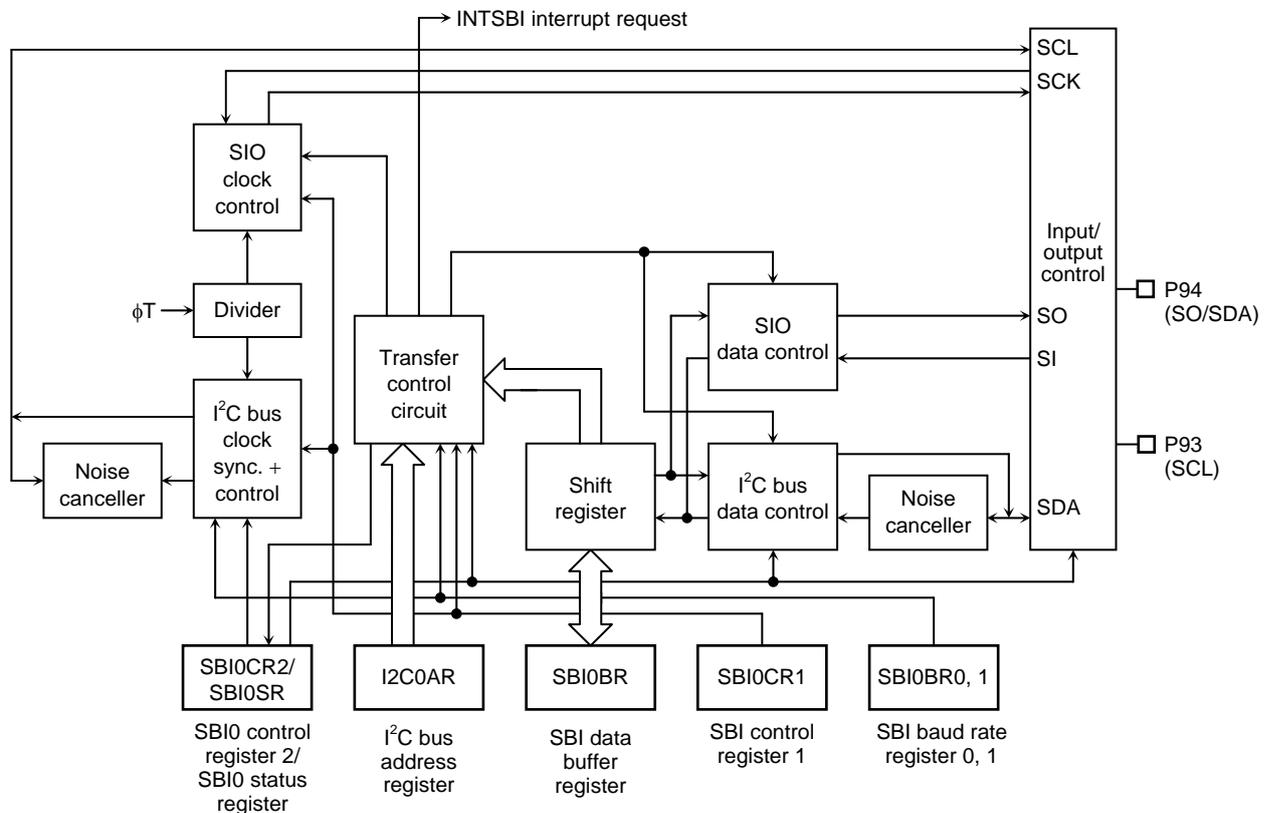 INTSBI interrupt request
SCL
SCK
SIO
clock
control
Input/
output
control
P94
(SO/SDA)
φT
Divider
SIO
data control
SO
SI
Transfer
control
circuit
I²C bus
clock
sync. +
control
Noise
canceller
P93
(SCL)
Shift
register
I²C bus
data control
Noise
canceller
SDA
SBI0CR2/
SBI0SR
I2C0AR
SBI0BR
SBI0CR1
SBI0BR0, 1
SBI0 control
register 2/
SBI0 status
register
I²C bus
address
register
SBI data
buffer
register
SBI control
register 1
SBI baud rate
register 0, 1